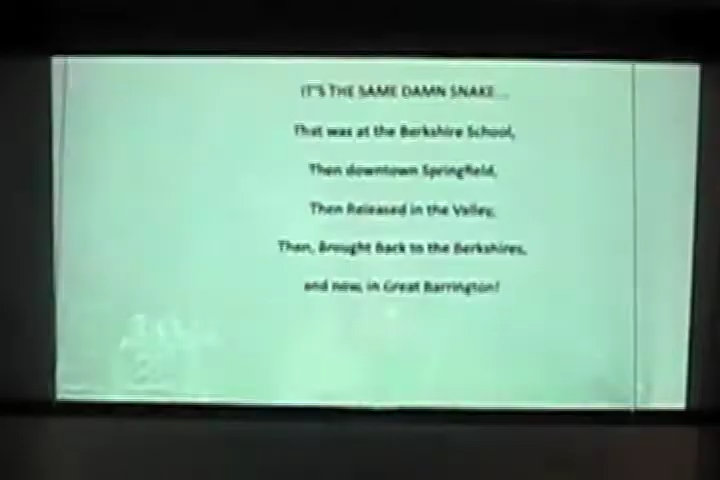 IT'S THE SAME DAMN SNAKE...
That was at the Berkshire School,
Then downtown Springfield,
Then Released in the Valley,
Then, Brought Back to the Berkshires,
and now, in Great Barrington!